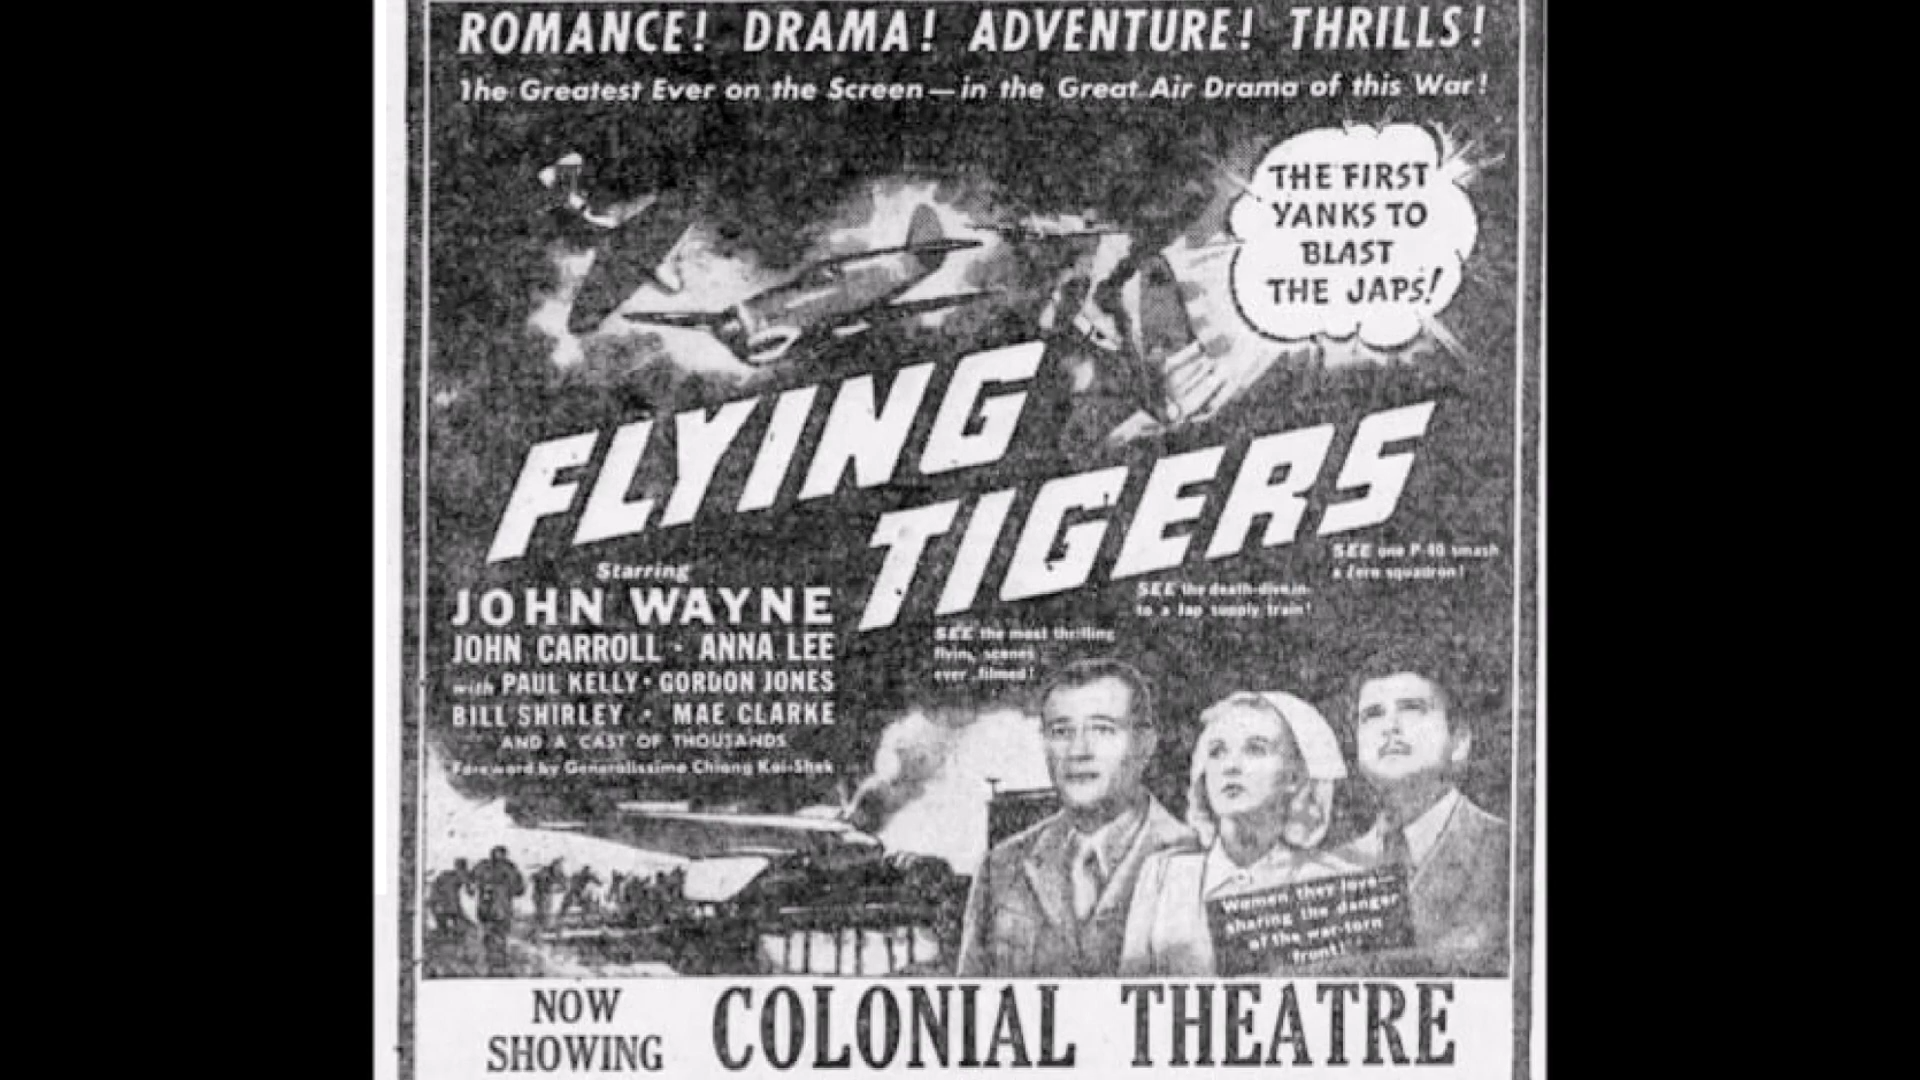 ROMANCE! DRAMA! ADVENTURE! THRILLS!
The Greatest Ever on the Screen—in the Great Air Drama of this War!
THE FIRST
YANKS TO
BLAST
THE JAPS!
FLYING
TIGERS
Starring
JOHN WAYNE
JOHN CARROLL · ANNA LEE
with PAUL KELLY · GORDON JONES
BILL SHIRLEY · MAE CLARKE
AND A CAST OF THOUSANDS
Foreword by Generalissimo Chiang Kai-Shek
SEE one P-40 smash
a Zero squadron!
SEE the death-dive in-
to a Jap supply train!
SEE the most thrilling
scenes
ever filmed!
Women they love—
sharing the danger
of the war-torn
front!
NOW
SHOWING
COLONIAL THEATRE